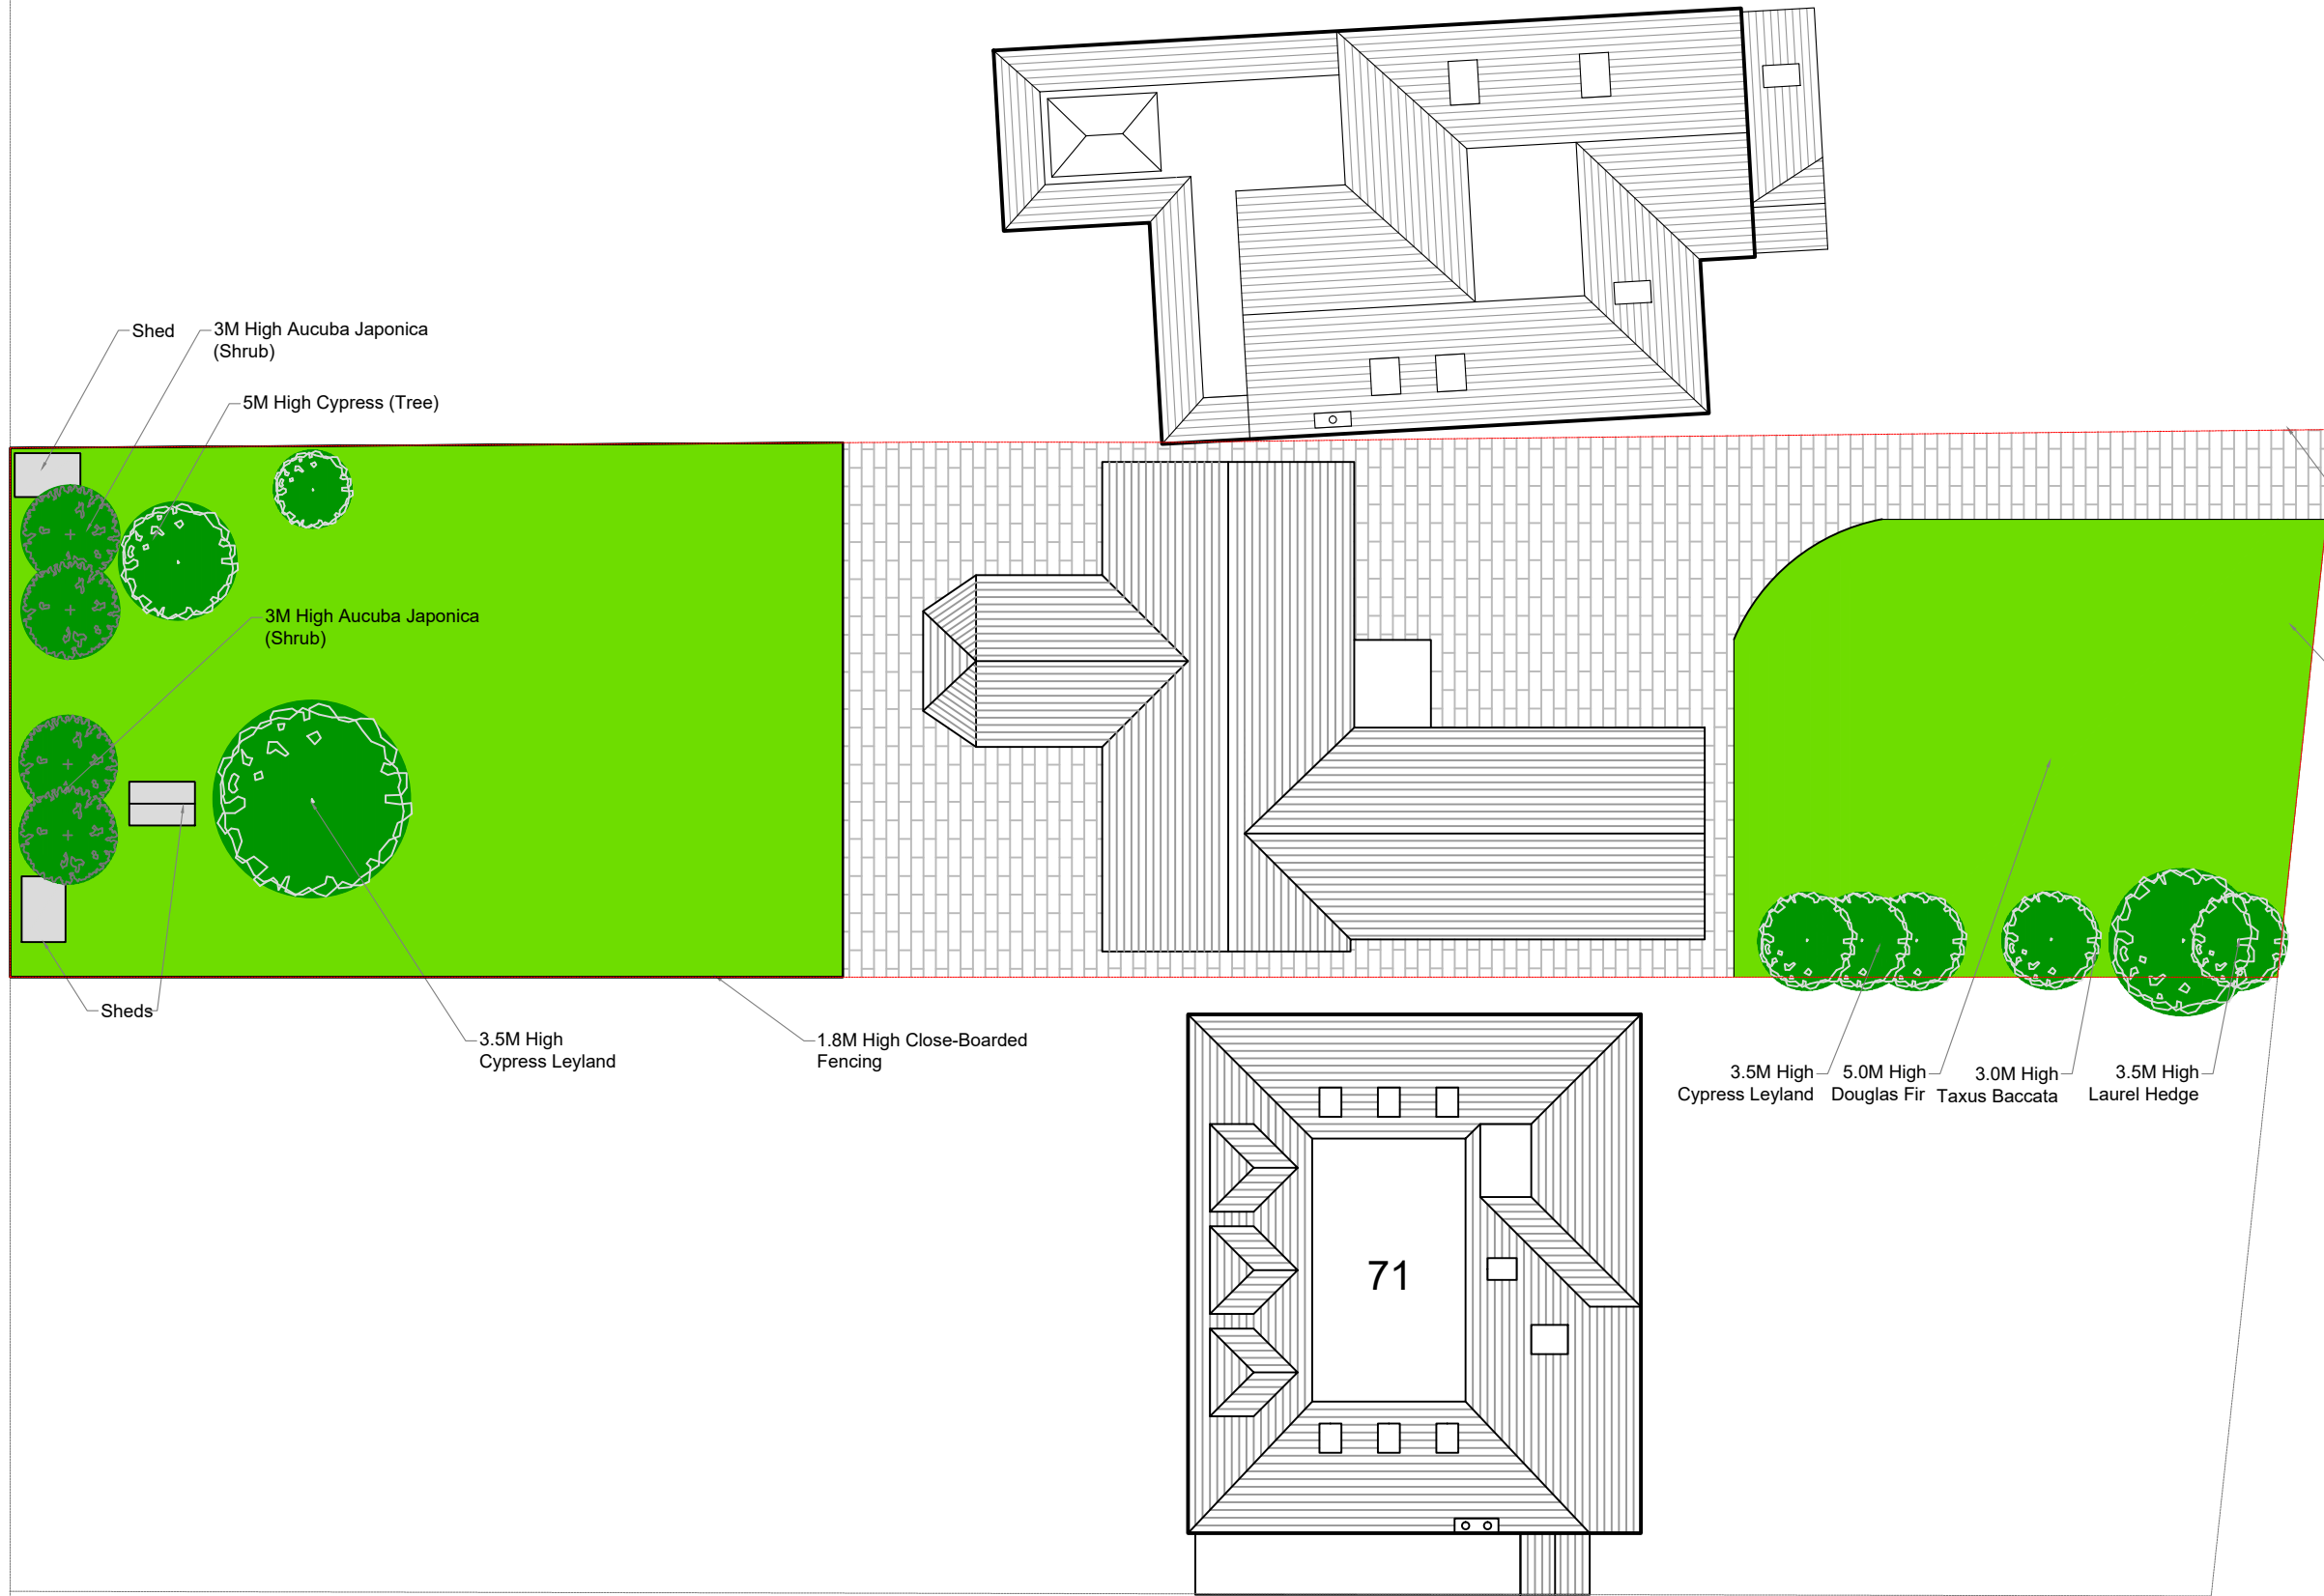 Shed
3M High Aucuba Japonica
(Shrub)
5M High Cypress (Tree)
3M High Aucuba Japonica
(Shrub)
Sheds
3.5M High
Cypress Leyland
1.8M High Close-Boarded
Fencing
3.5M High
Cypress Leyland
5.0M High
Douglas Fir
3.0M High
Taxus Baccata
3.5M High
Laurel Hedge
71